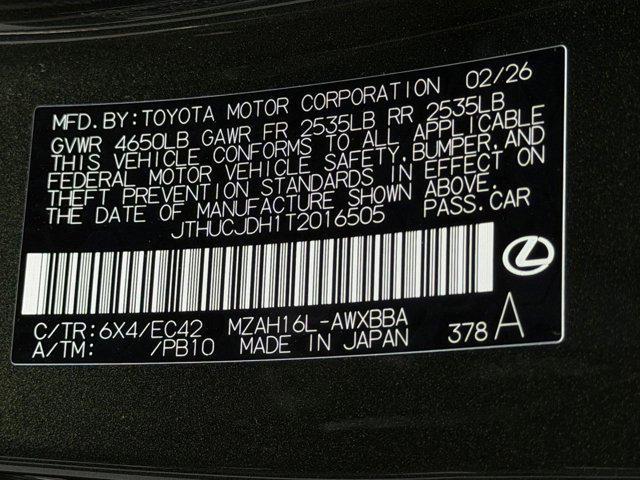 MFD. BY: TOYOTA MOTOR CORPORATION 02/26
GVWR 4650LB GAWR FR 2535LB RR 2535LB
THIS VEHICLE CONFORMS TO ALL APPLICABLE
FEDERAL MOTOR VEHICLE SAFETY, BUMPER, AND
THEFT PREVENTION STANDARDS IN EFFECT ON
THE DATE OF MANUFACTURE SHOWN ABOVE.
JTHUCJDH1T2016505 PASS. CAR
C/TR: 6X4/EC42 MZAH16L-AWXBBA
A/TM: /PB10 MADE IN JAPAN 378 A